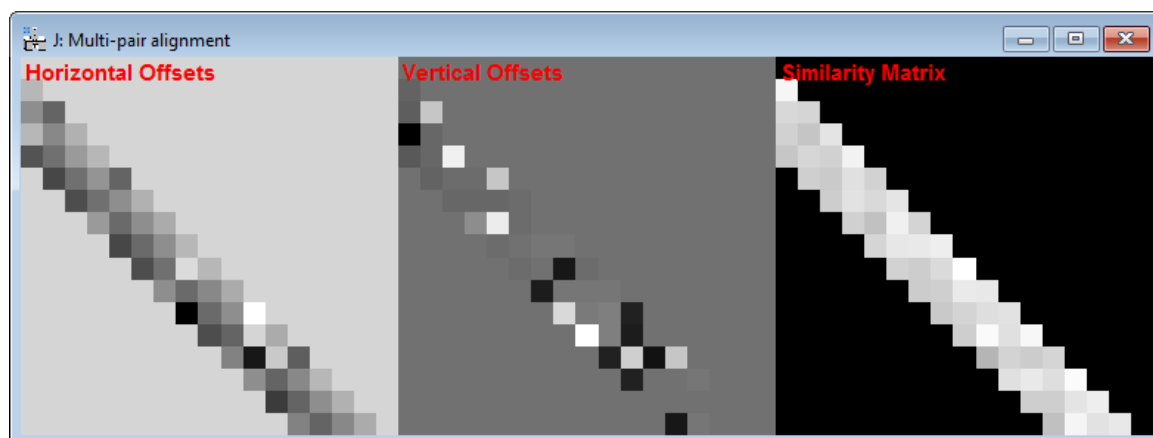 J: Multi-pair alignment
Horizontal Offsets
Vertical Offsets
Similarity Matrix